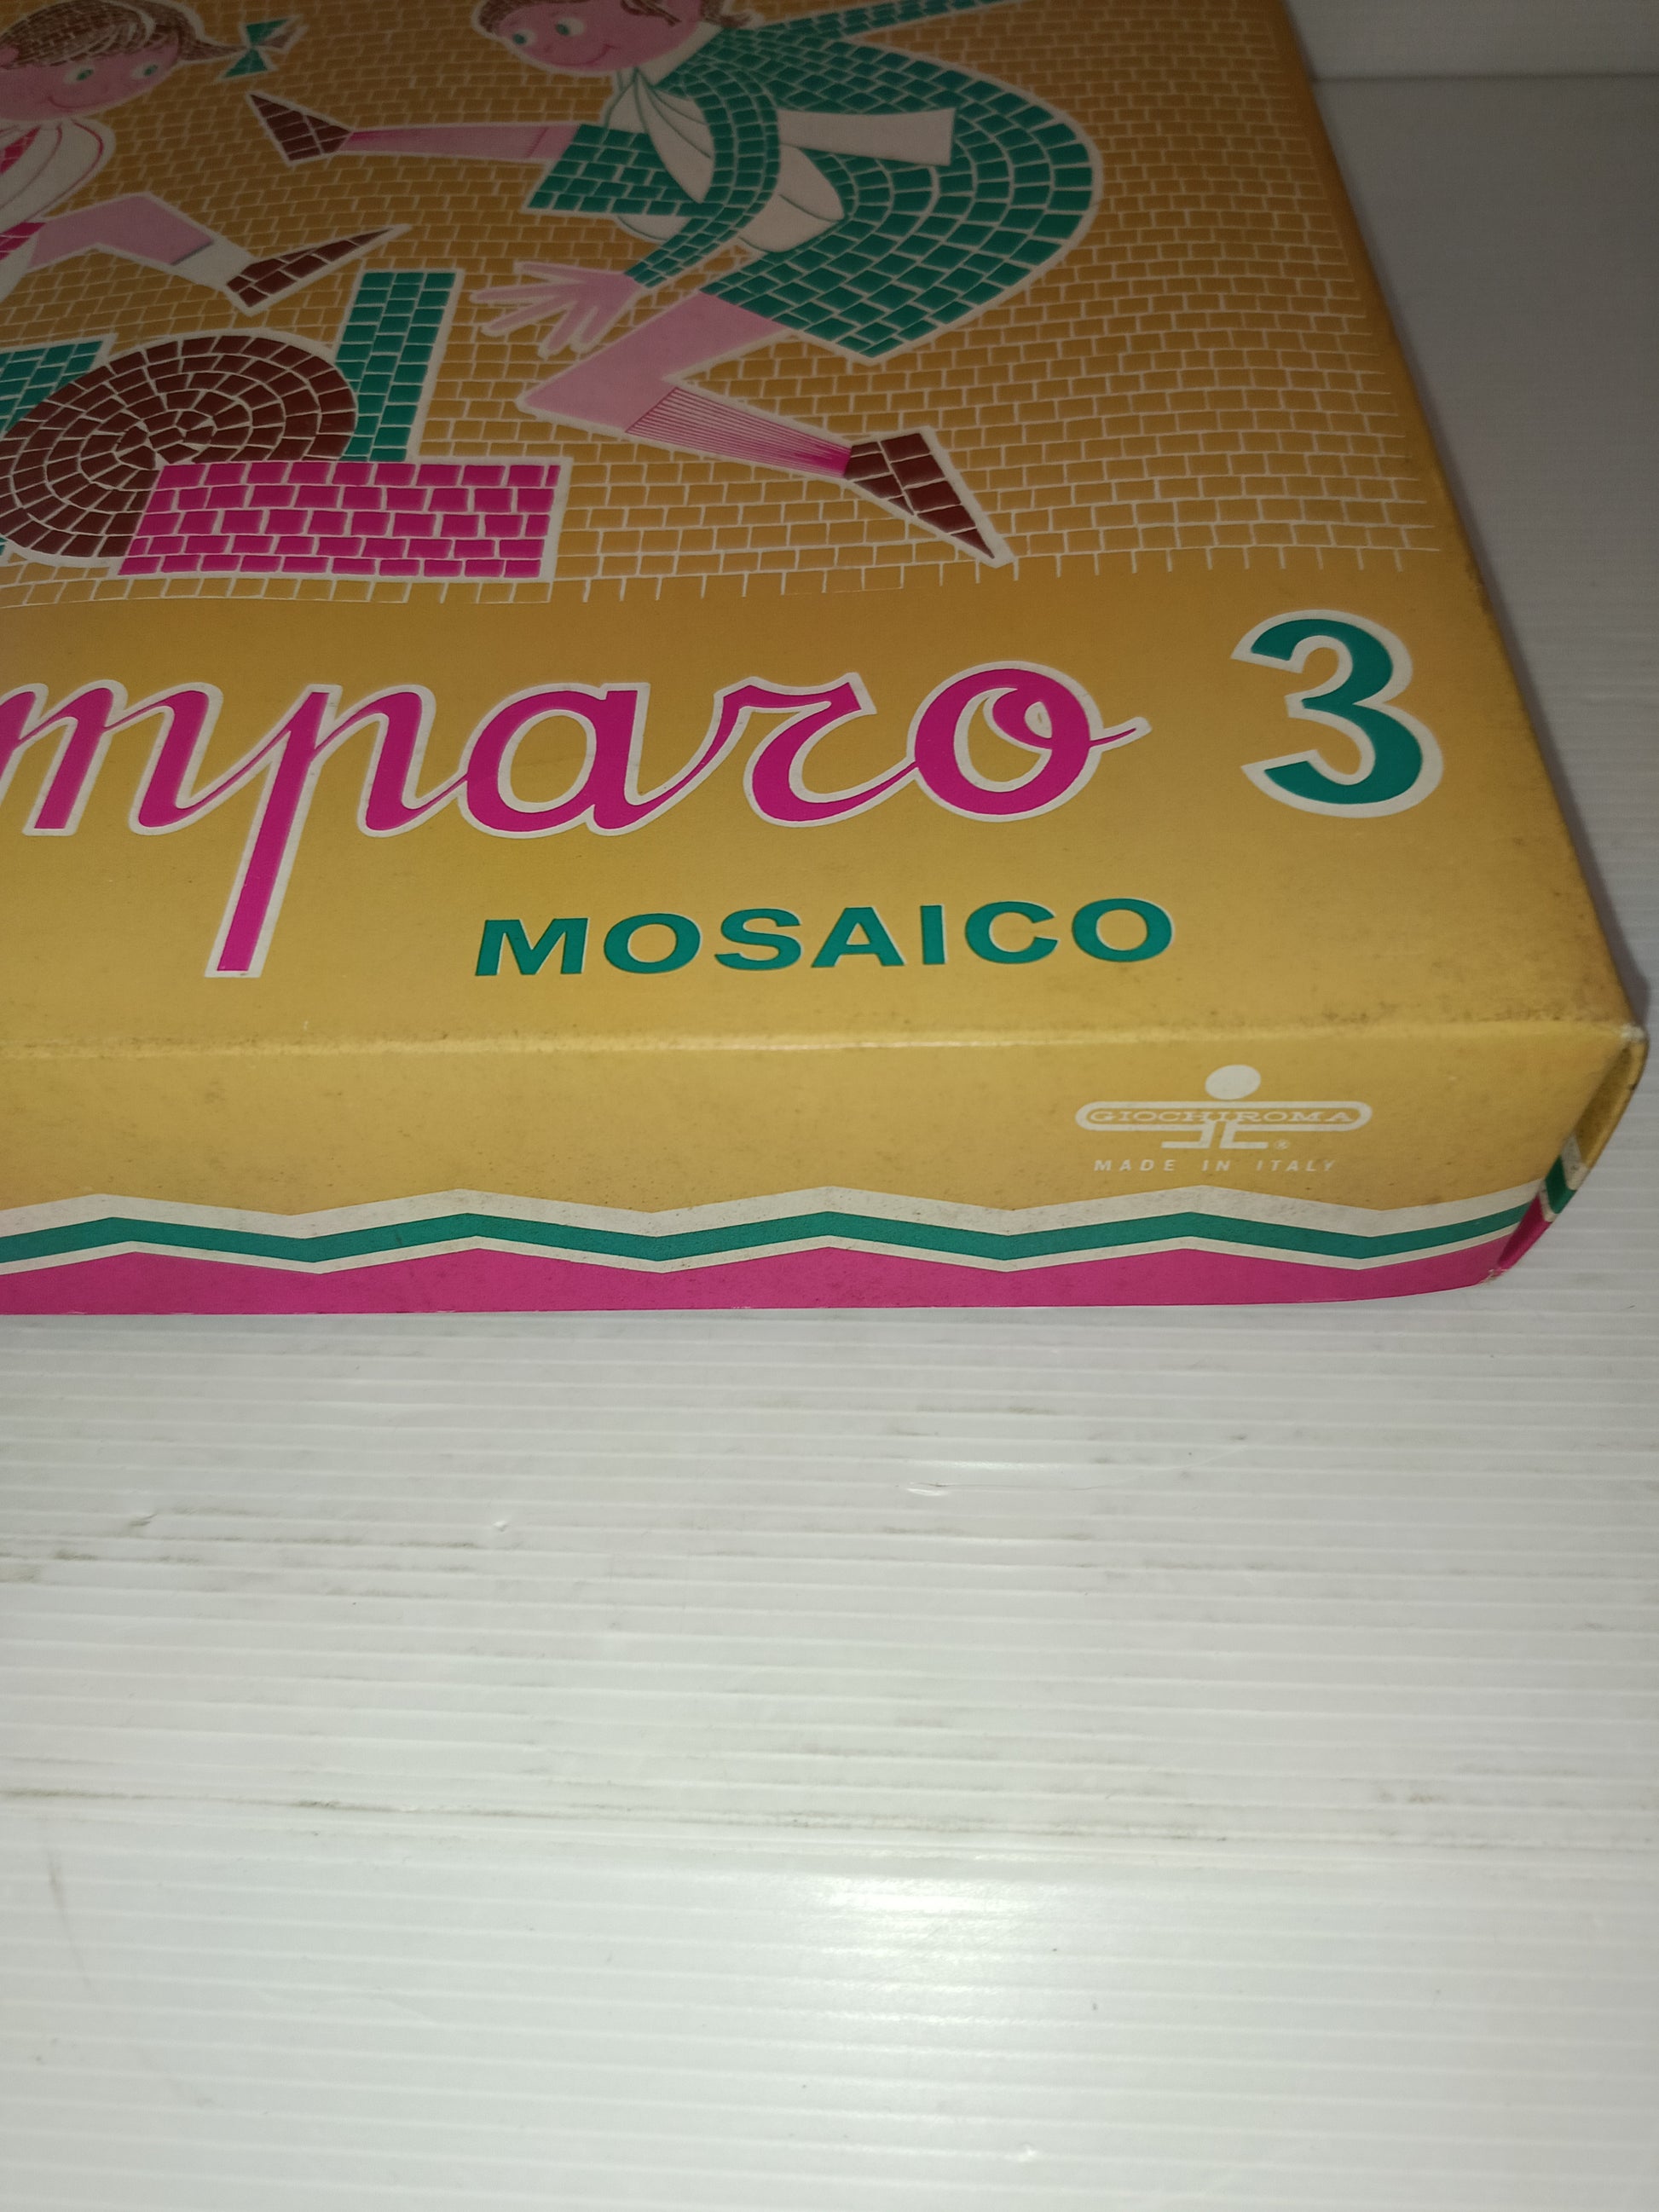 mparo 3
MOSAICO
GIOCHIROMA
®
MADE IN ITALY